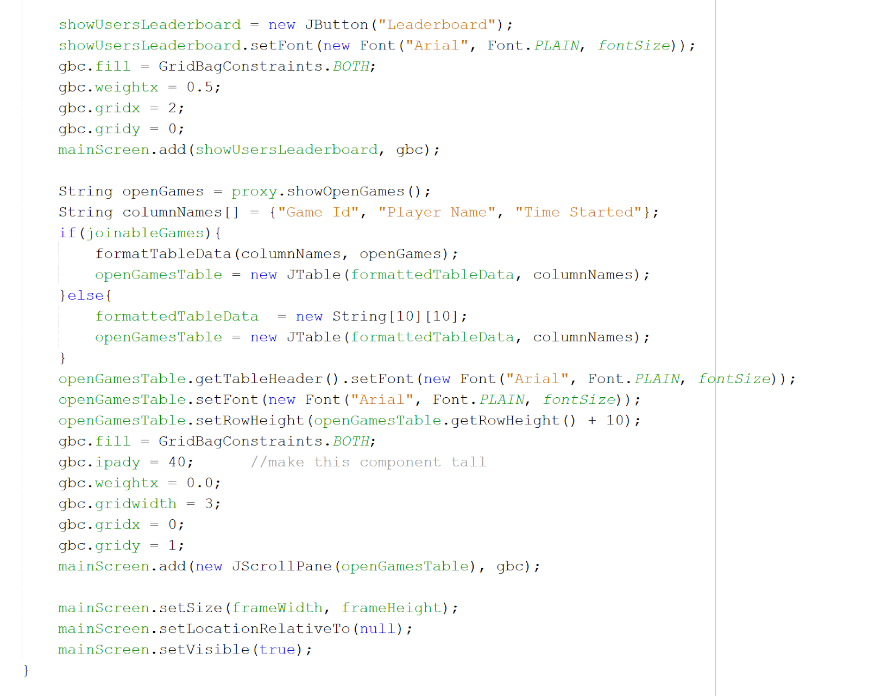 showUsersLeaderboard = new JButton("Leaderboard");
showUsersLeaderboard.setFont(new Font("Arial", Font.PLAIN, fontSize));
gbc.fill = GridBagConstraints.BOTH;
gbc.weightx = 0.5;
gbc.gridx = 2;
gbc.gridy = 0;
mainScreen.add(showUsersLeaderboard, gbc);

String openGames = proxy.showOpenGames();
String columnNames[] = {"Game Id", "Player Name", "Time Started"};
if(joinableGames){
    formatTableData(columnNames, openGames);
    openGamesTable = new JTable(formattedTableData, columnNames);
}else{
    formattedTableData  = new String[10][10];
    openGamesTable = new JTable(formattedTableData, columnNames);
}
openGamesTable.getTableHeader().setFont(new Font("Arial", Font.PLAIN, fontSize));
openGamesTable.setFont(new Font("Arial", Font.PLAIN, fontSize));
openGamesTable.setRowHeight(openGamesTable.getRowHeight() + 10);
gbc.fill = GridBagConstraints.BOTH;
gbc.ipady = 40;      //make this component tall
gbc.weightx = 0.0;
gbc.gridwidth = 3;
gbc.gridx = 0;
gbc.gridy = 1;
mainScreen.add(new JScrollPane(openGamesTable), gbc);

mainScreen.setSize(frameWidth, frameHeight);
mainScreen.setLocationRelativeTo(null);
mainScreen.setVisible(true);
}